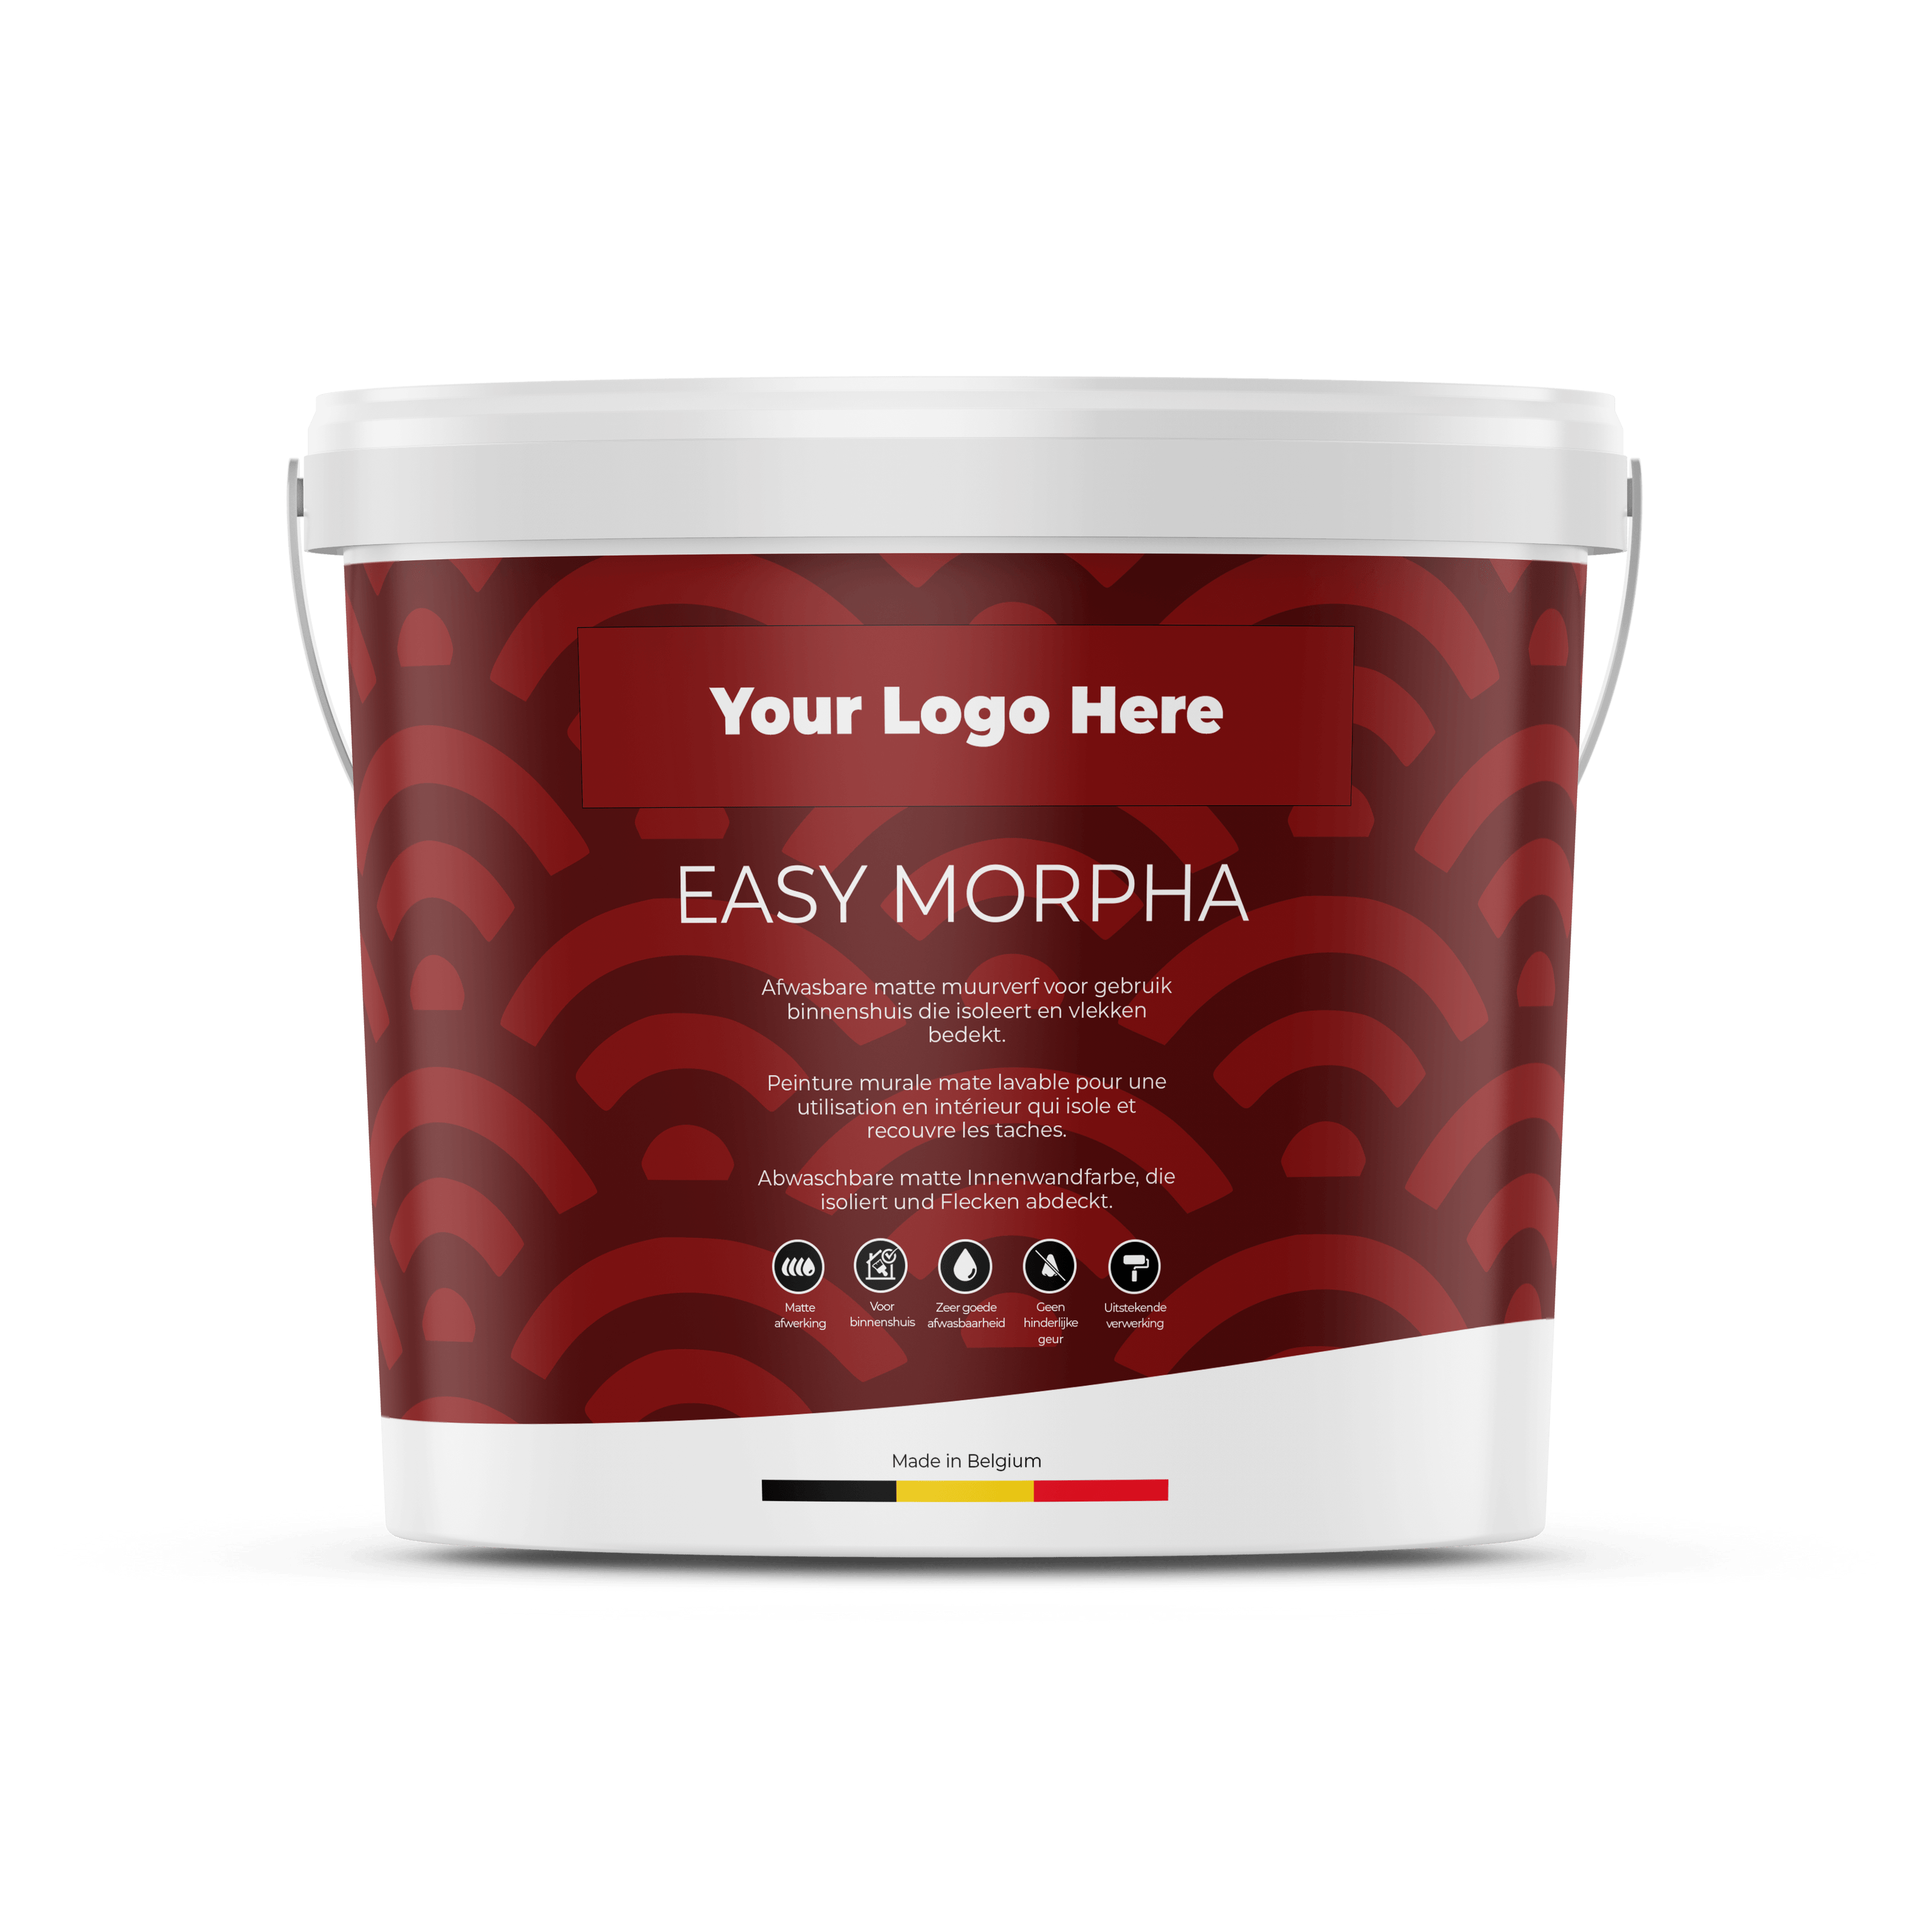 Your Logo Here
EASY MORPHA
Afwasbare matte muurverf voor gebruik
binnenshuis die isoleert en vlekken
bedekt.
Peinture murale mate lavable pour une
utilisation en intérieur qui isole et
recouvre les taches.
Abwaschbare matte Innenwandfarbe, die
isoliert und Flecken abdeckt.
Matte
afwerking
Voor
binnenshuis
Zeer goede
afwasbaarheid
Geen
hinderlijke
geur
Uitstekende
verwerking
Made in Belgium